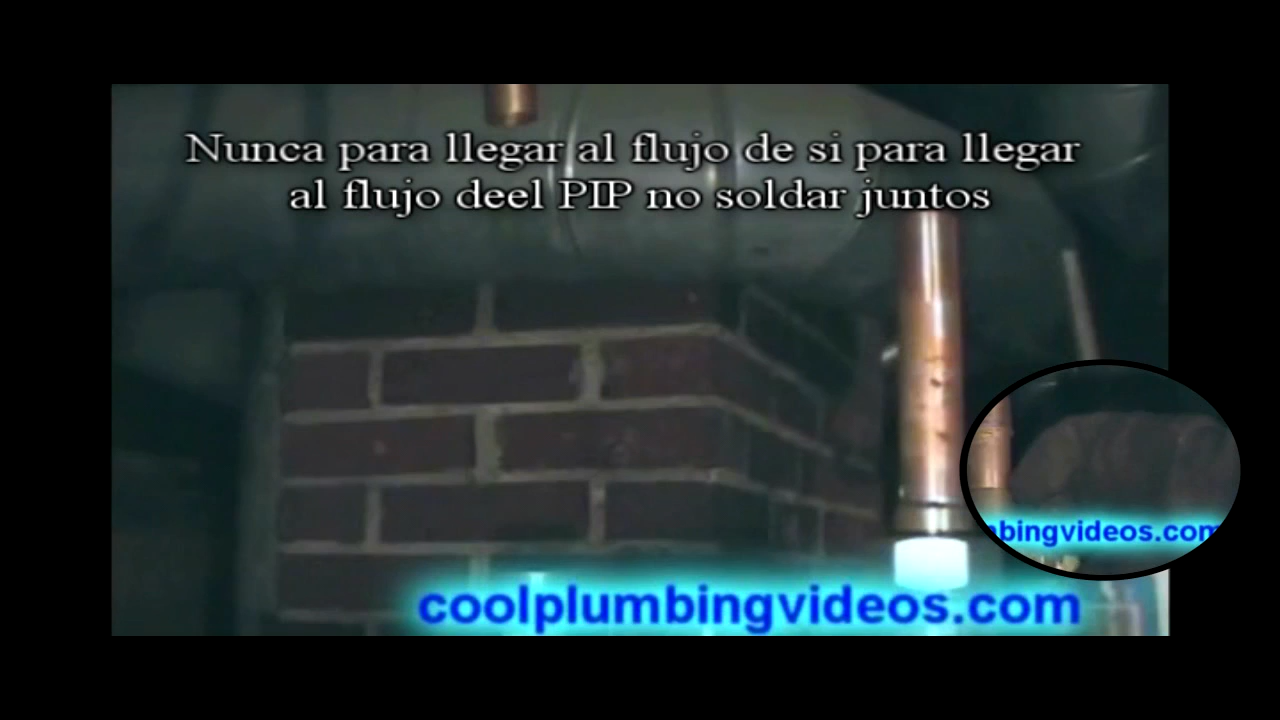 Nunca para llegar al flujo de si para llegar
al flujo deel PIP no soldar juntos
mbingvideos.com
coolplumbingvideos.com